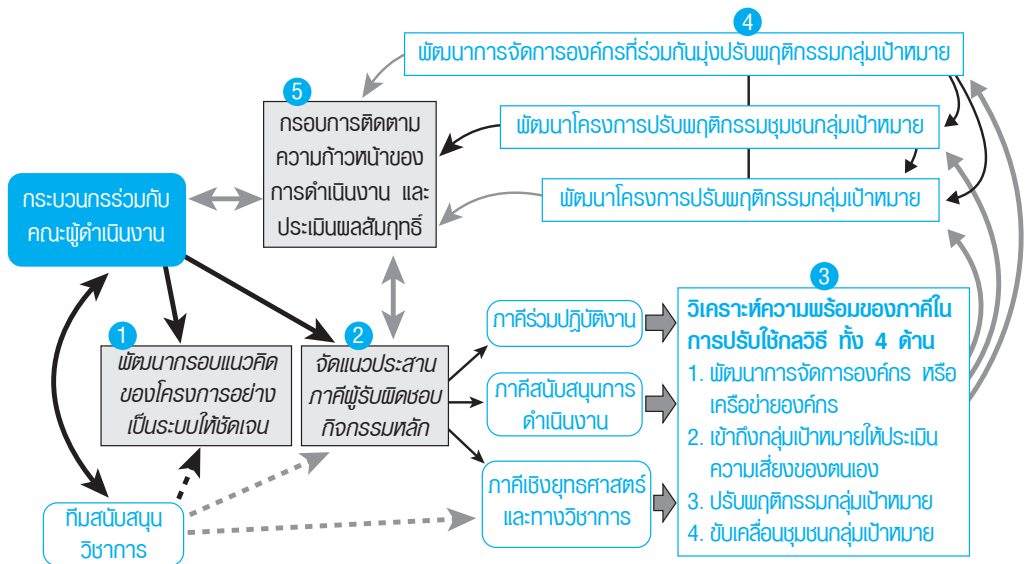 4
พัฒนาการจัดการองค์กรที่ร่วมกันมุ่งปรับพฤติกรรมกลุ่มเป้าหมาย
พัฒนาโครงการปรับพฤติกรรมชุมชนกลุ่มเป้าหมาย
พัฒนาโครงการปรับพฤติกรรมกลุ่มเป้าหมาย
5
กรอบการติดตาม
ความก้าวหน้าของ
การดำเนินงาน และ
ประเมินผลสัมฤทธิ์
กระบวนกรร่วมกับ
คณะผู้ดำเนินงาน
1
พัฒนากรอบแนวคิด
ของโครงการอย่าง
เป็นระบบให้ชัดเจน
2
จัดแนวประสาน
ภาคีผู้รับผิดชอบ
กิจกรรมหลัก
ภาคีร่วมปฏิบัติงาน
ภาคีสนับสนุนการ
ดำเนินงาน
ภาคีเชิงยุทธศาสตร์
และทางวิชาการ
3
วิเคราะห์ความพร้อมของภาคีใน
การปรับใช้กลวิธี ทั้ง 4 ด้าน
1. พัฒนาการจัดการองค์กร หรือ
เครือข่ายองค์กร
2. เข้าถึงกลุ่มเป้าหมายให้ประเมิน
ความเสี่ยงของตนเอง
3. ปรับพฤติกรรมกลุ่มเป้าหมาย
4. ขับเคลื่อนชุมชนกลุ่มเป้าหมาย
ทีมสนับสนุน
วิชาการ